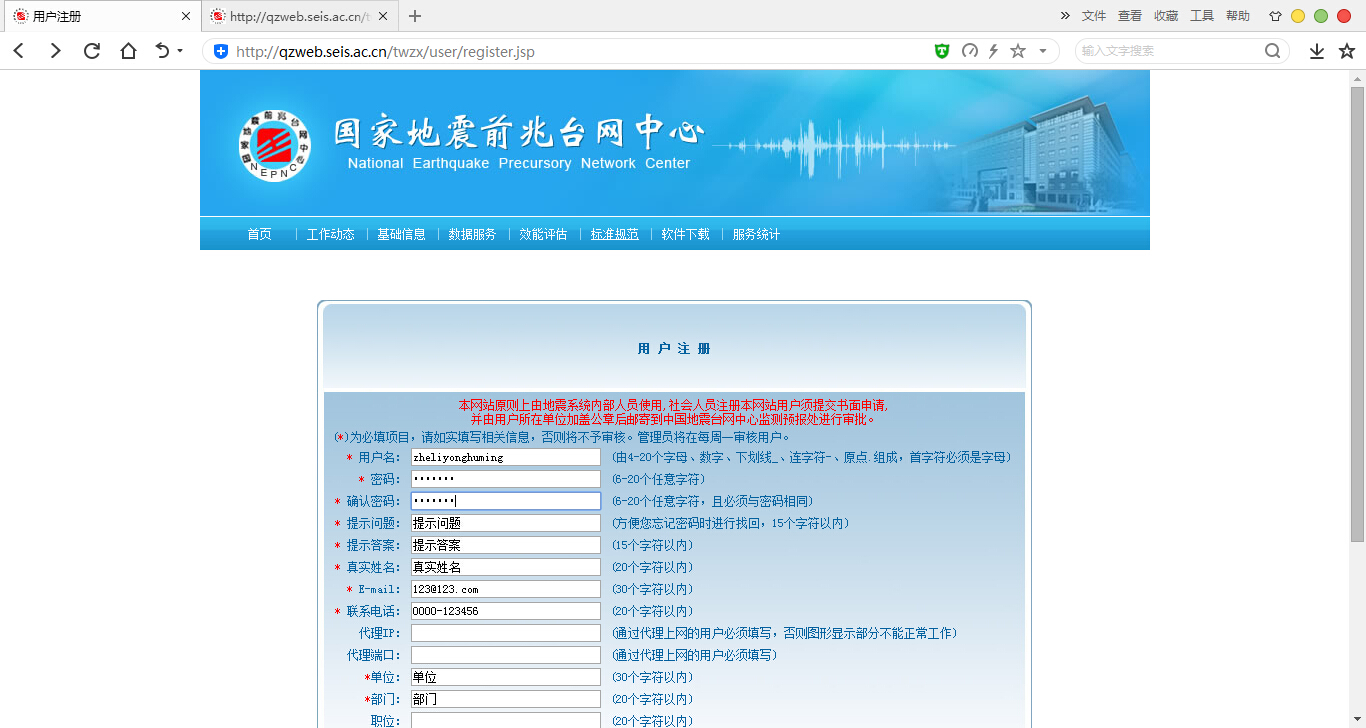 用户注册
http://qzweb.seis.ac.cn/t
文件 查看 收藏 工具 帮助
http://qzweb.seis.ac.cn/twzx/user/register.jsp
输入文字搜索
国家地震前兆台网中心
NEPNC
国家地震前兆台网中心
National Earthquake Precursory Network Center
首页 | 工作动态 | 基础信息 | 数据服务 | 效能评估 | 标准规范 | 软件下载 | 服务统计
用 户 注 册
本网站原则上由地震系统内部人员使用,社会人员注册本网站用户须提交书面申请,
并由用户所在单位加盖公章后邮寄到中国地震台网中心监测预报处进行审批。
(*)为必填项目，请如实填写相关信息，否则将不予审核。管理员将在每周一审核用户。
* 用户名： zheliyonghuming (由4-20个字母、数字、下划线_、连字符-、原点.组成，首字符必须是字母)
* 密码： ••••••• (6-20个任意字符)
* 确认密码： ••••••• (6-20个任意字符，且必须与密码相同)
* 提示问题： 提示问题 (方便您忘记密码时进行找回，15个字符以内)
* 提示答案： 提示答案 (15个字符以内)
* 真实姓名： 真实姓名 (20个字符以内)
* E-mail： 123@123.com (30个字符以内)
* 联系电话： 0000-123456 (20个字符以内)
代理IP： (通过代理上网的用户必须填写，否则图形显示部分不能正常工作)
代理端口： (通过代理上网的用户必须填写)
*单位： 单位 (30个字符以内)
*部门： 部门 (20个字符以内)
职位： (20个字符以内)